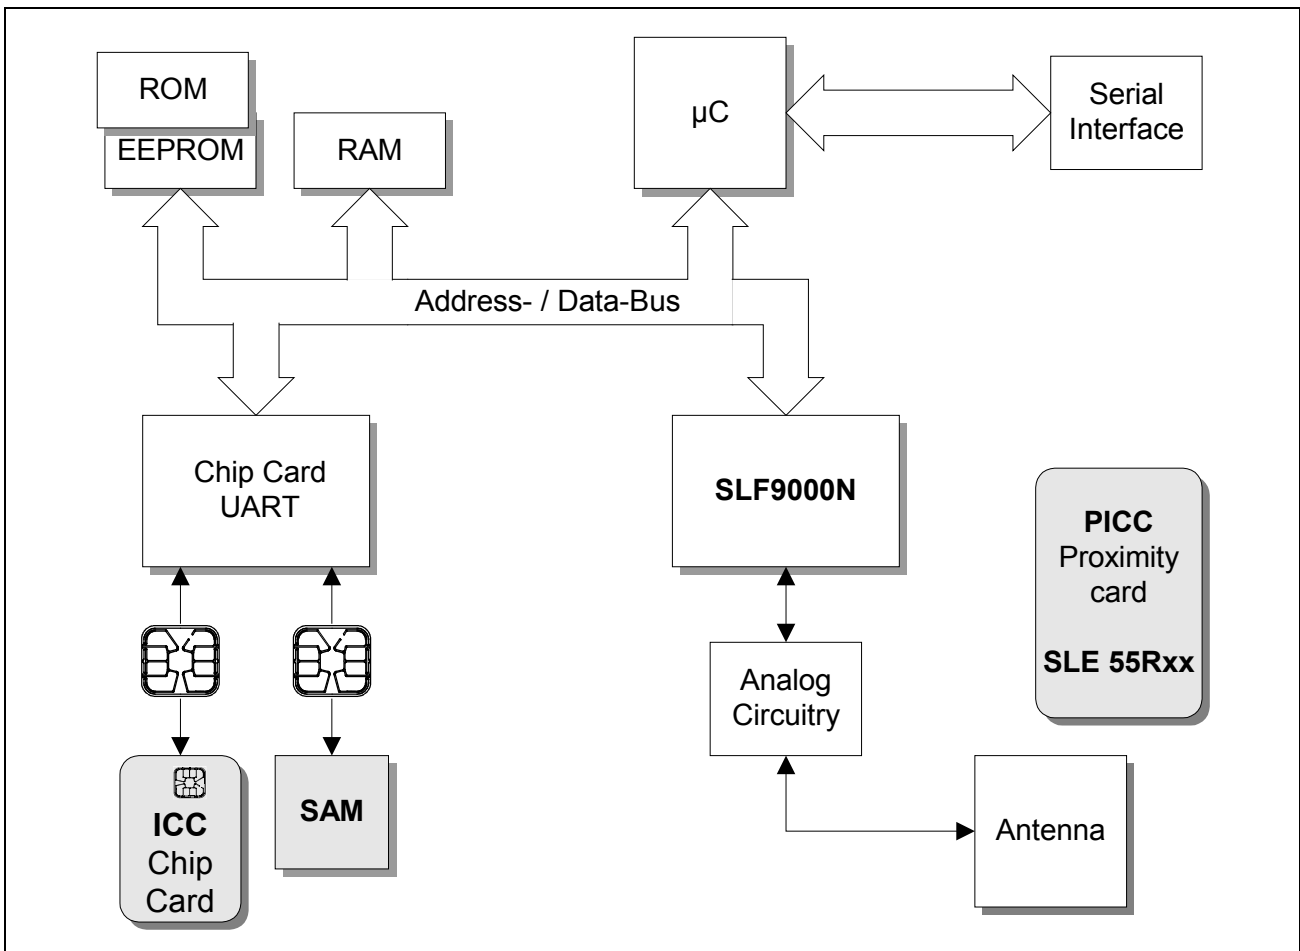 ROM
EEPROM
RAM
µC
Serial
Interface
Address- / Data-Bus
Chip Card
UART
SLF9000N
PICC
Proximity
card
SLE 55Rxx
Analog
Circuitry
ICC
Chip
Card
SAM
Antenna